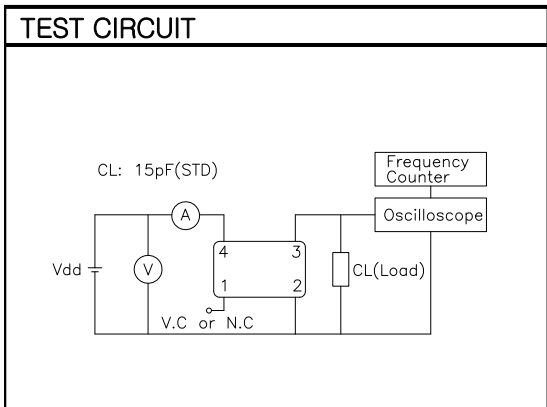 TEST CIRCUIT
CL: 15pF(STD)
Frequency
Counter
Oscilloscope
A
4
3
Vdd
V
CL(Load)
1
2
V.C or N.C